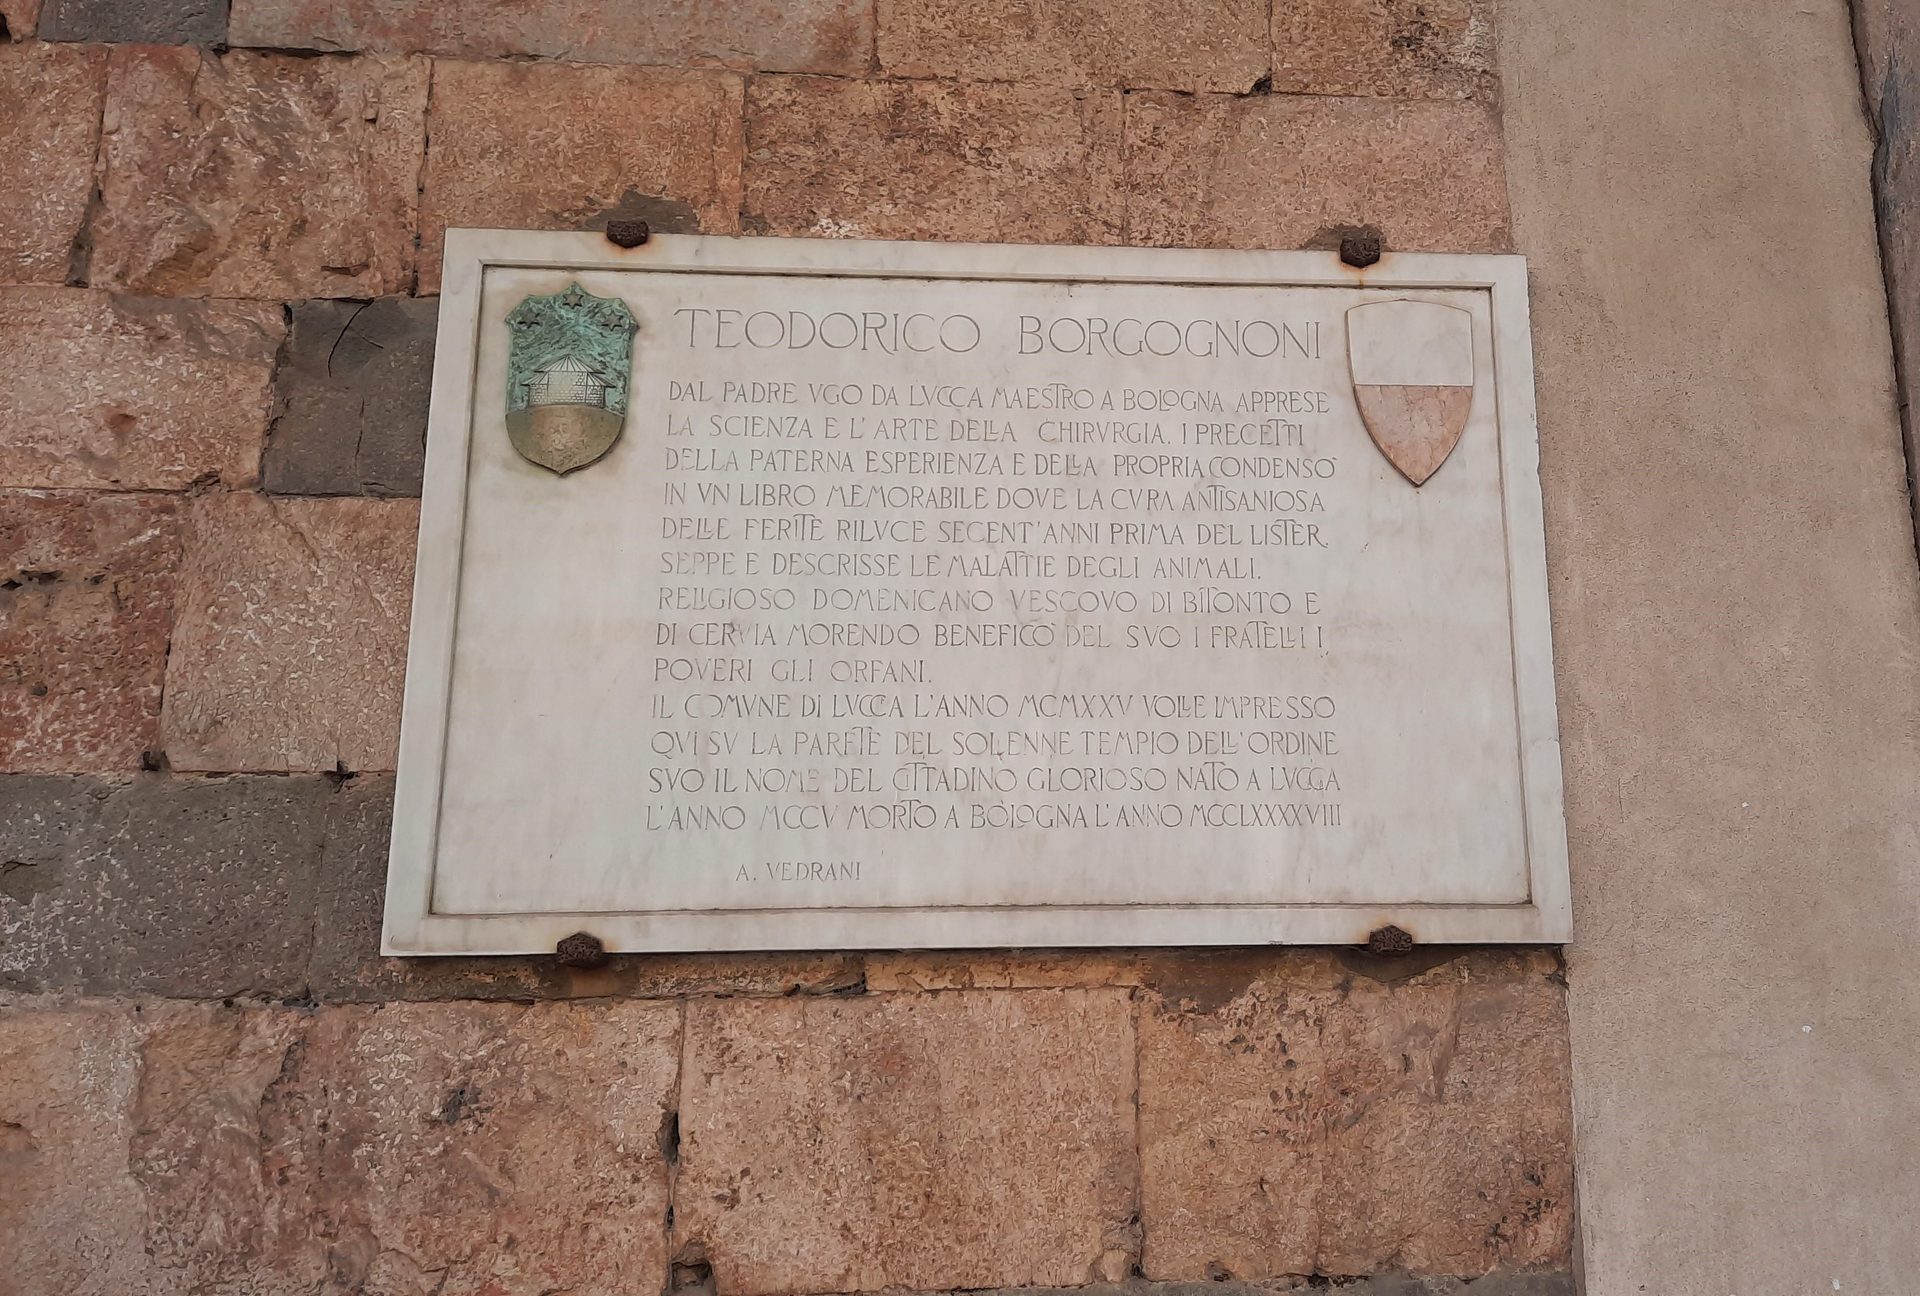 TEODORICO BORGOGNONI
DAL PADRE VGO DA LVCCA MAESTRO A BOLOGNA APPRESE
LA SCIENZA E L'ARTE DELLA CHIRVRGIA. I PRECETTI
DELLA PATERNA ESPERIENZA E DELLA PROPRIA CONDENSO'
IN VN LIBRO MEMORABILE DOVE LA CVRA ANTISANIOSA
DELLE FERITE RILVCE SECENT'ANNI PRIMA DEL LISTER.
SEPPE E DESCRISSE LE MALATTIE DEGLI ANIMALI.
RELIGIOSO DOMENICANO VESCOVO DI BITONTO E
DI CERVIA MORENDO BENEFICO' DEL SVO I FRATELLI I
POVERI GLI ORFANI.
IL COMVNE DI LVCCA L'ANNO MCMXXV VOLLE IMPRESSO
QVI SV LA PARETE DEL SOLENNE TEMPIO DELL'ORDINE
SVO IL NOME DEL CITTADINO GLORIOSO NATO A LVCCA
L'ANNO MCCV MORTO A BOLOGNA L'ANNO MCCLXXXXVIII
A. VEDRANI